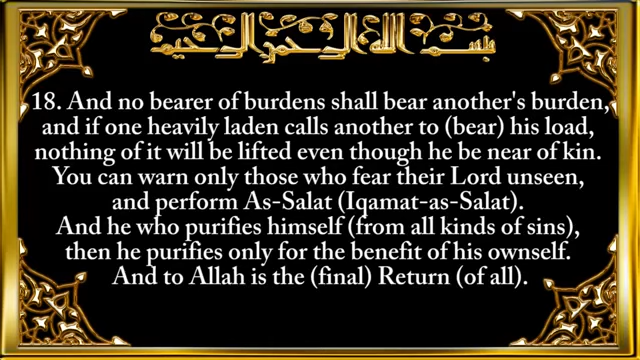 بسم الله الرحمن الرحيم
18. And no bearer of burdens shall bear another's burden,
and if one heavily laden calls another to (bear) his load,
nothing of it will be lifted even though he be near of kin.
You can warn only those who fear their Lord unseen,
and perform As-Salat (Iqamat-as-Salat).
And he who purifies himself (from all kinds of sins),
then he purifies only for the benefit of his ownself.
And to Allah is the (final) Return (of all).